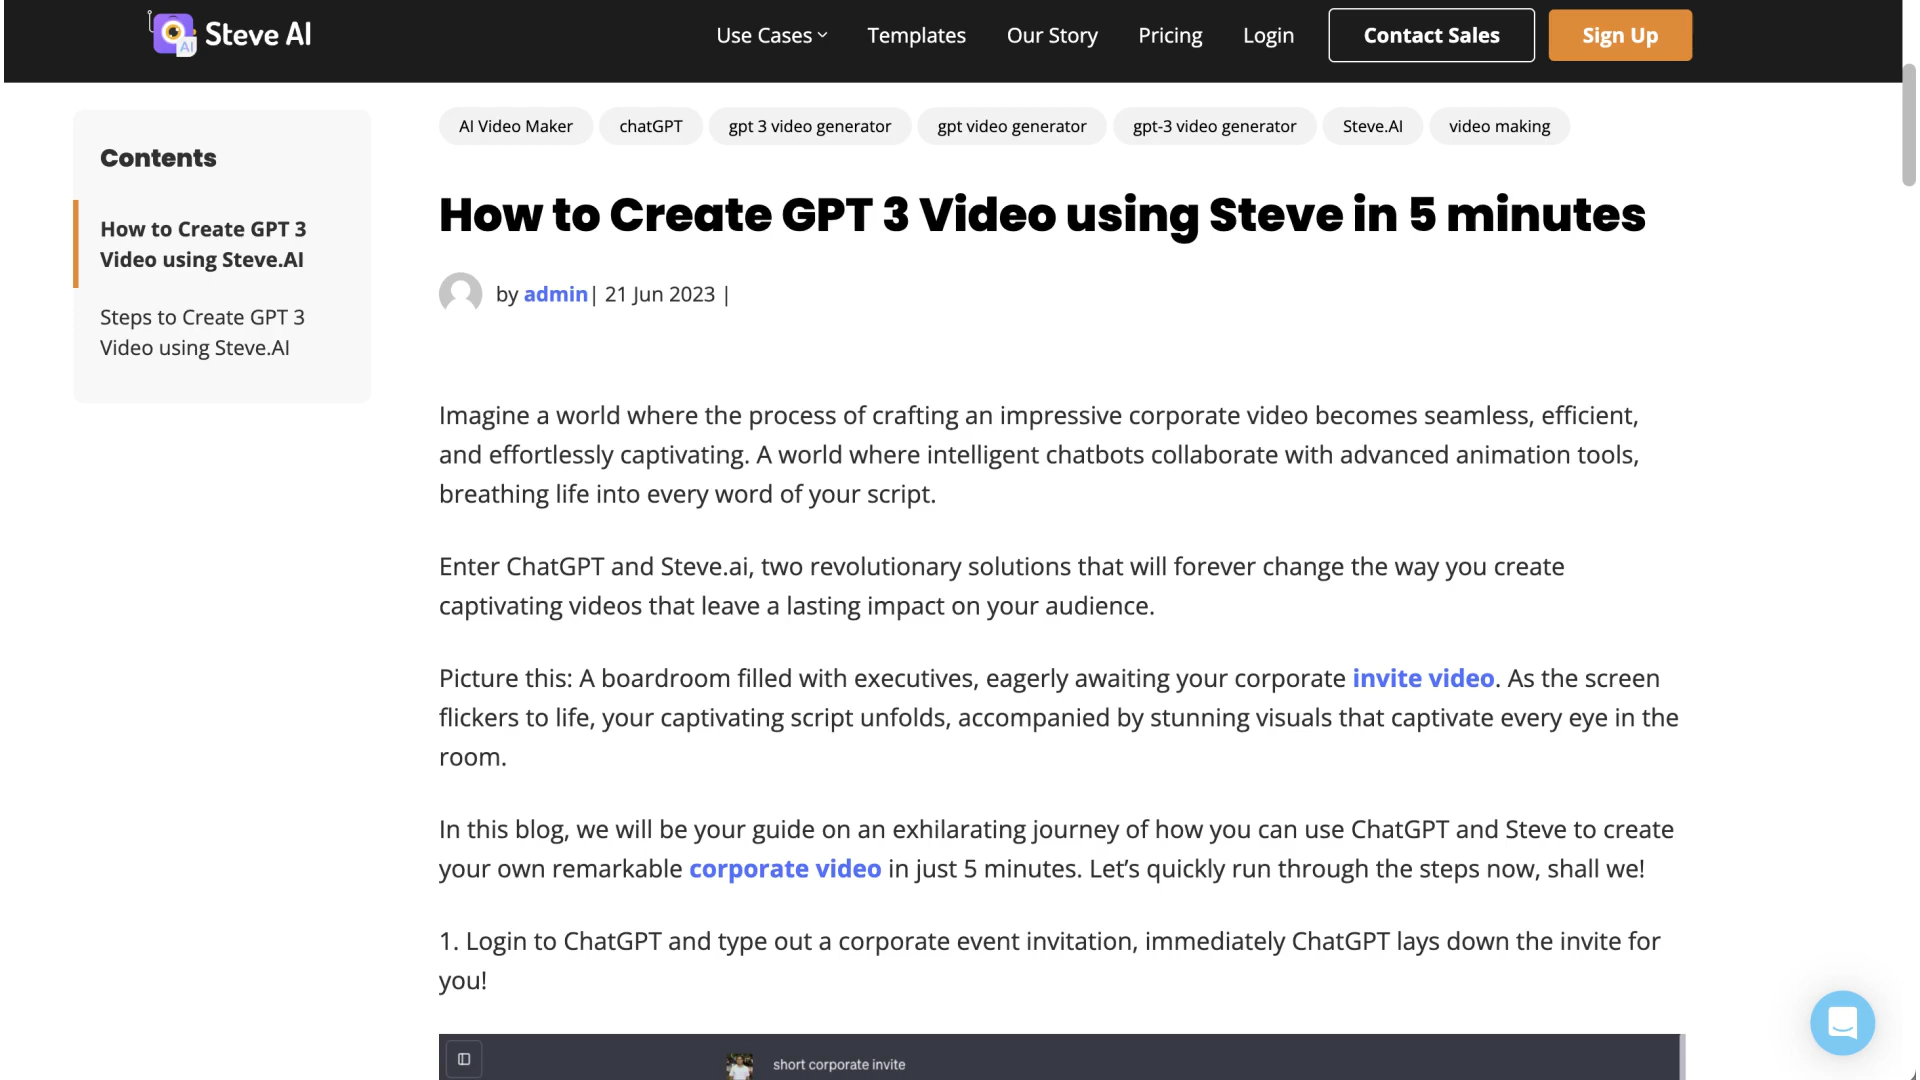 Steve AI
AI
Use Cases
Templates
Our Story
Pricing
Login
Contact Sales
Sign Up
AI Video Maker
chatGPT
gpt 3 video generator
gpt video generator
gpt-3 video generator
Steve.AI
video making
Contents
How to Create GPT 3
Video using Steve.AI
Steps to Create GPT 3
Video using Steve.AI
How to Create GPT 3 Video using Steve in 5 minutes
by admin| 21 Jun 2023 |
Imagine a world where the process of crafting an impressive corporate video becomes seamless, efficient,
and effortlessly captivating. A world where intelligent chatbots collaborate with advanced animation tools,
breathing life into every word of your script.
Enter ChatGPT and Steve.ai, two revolutionary solutions that will forever change the way you create
captivating videos that leave a lasting impact on your audience.
Picture this: A boardroom filled with executives, eagerly awaiting your corporate invite video. As the screen
flickers to life, your captivating script unfolds, accompanied by stunning visuals that captivate every eye in the
room.
In this blog, we will be your guide on an exhilarating journey of how you can use ChatGPT and Steve to create
your own remarkable corporate video in just 5 minutes. Let’s quickly run through the steps now, shall we!
1. Login to ChatGPT and type out a corporate event invitation, immediately ChatGPT lays down the invite for
you!
short corporate invite